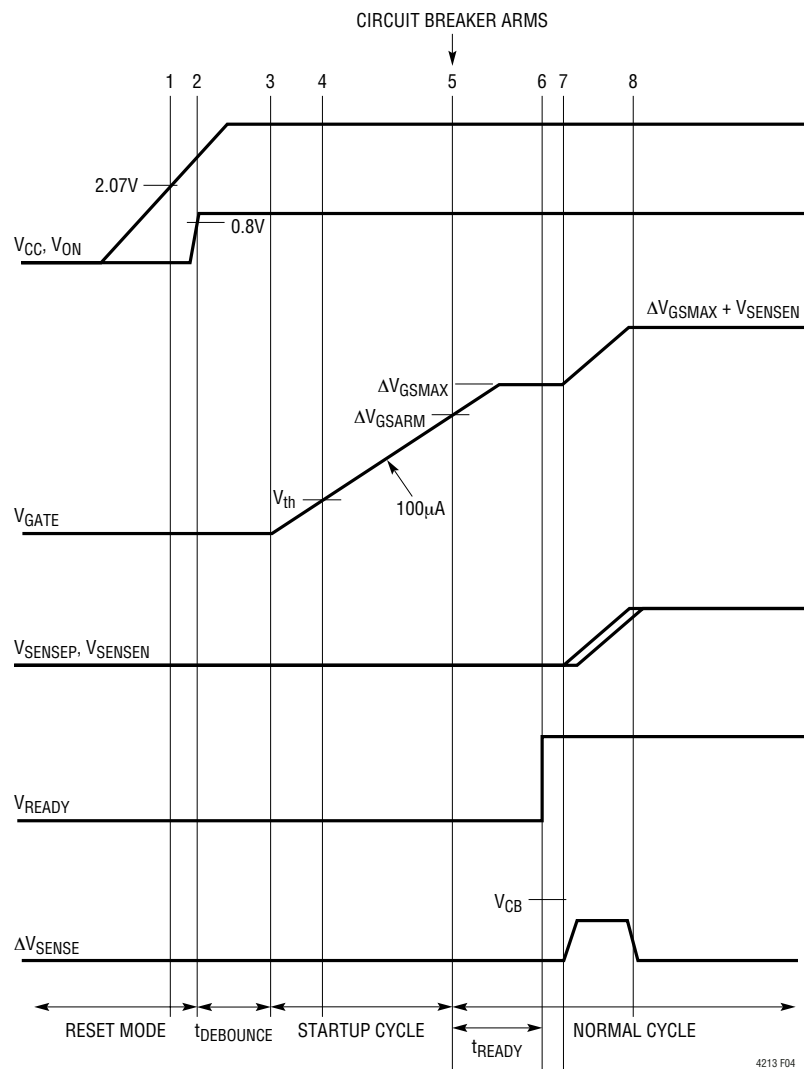 CIRCUIT BREAKER ARMS
1 2 3 4 5 6 7 8
2.07V
0.8V
VCC, VON
ΔVGSMAX + VSENSEN
ΔVGSMAX
ΔVGSARM
Vth
100µA
VGATE
VSENSEP, VSENSEN
VREADY
VCB
ΔVSENSE
RESET MODE tDEBOUNCE STARTUP CYCLE NORMAL CYCLE
tREADY
4213 F04